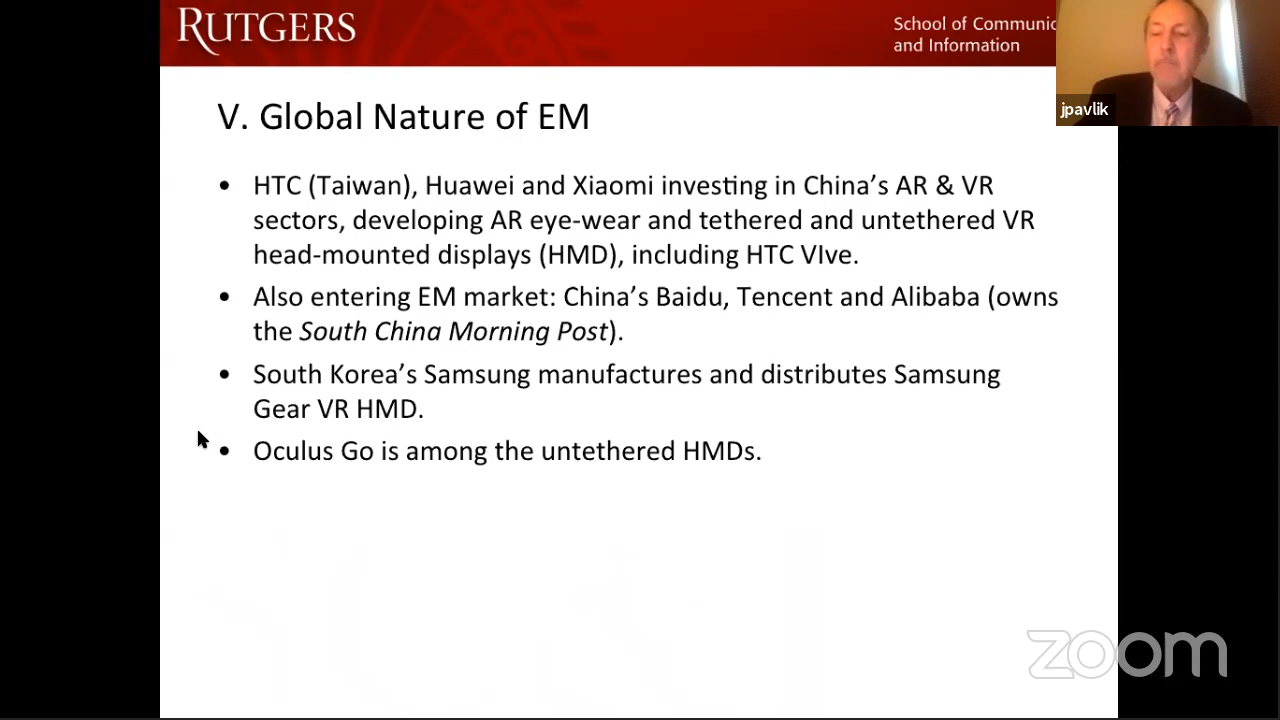 RUTGERS
School of Communic
and Information
jpavlik
V. Global Nature of EM
• HTC (Taiwan), Huawei and Xiaomi investing in China’s AR & VR
sectors, developing AR eye-wear and tethered and untethered VR
head-mounted displays (HMD), including HTC VIve.
• Also entering EM market: China’s Baidu, Tencent and Alibaba (owns
the South China Morning Post).
• South Korea’s Samsung manufactures and distributes Samsung
Gear VR HMD.
• Oculus Go is among the untethered HMDs.
zoom